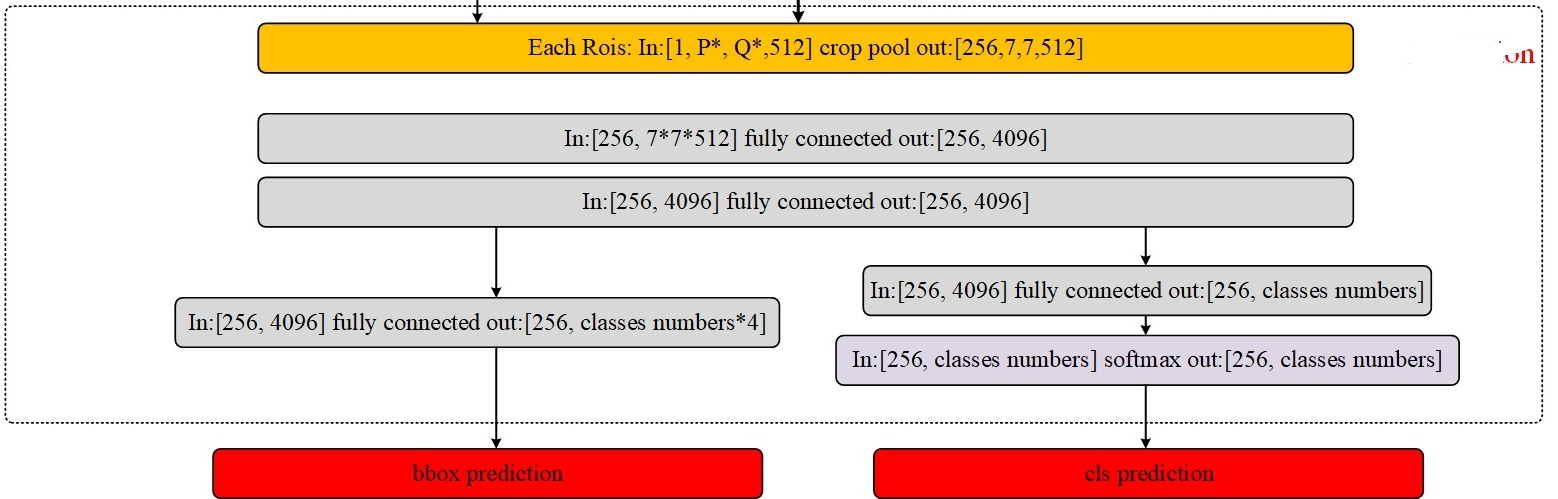 Each Rois: In:[1, P*, Q*,512] crop pool out:[256,7,7,512]
In:[256, 7*7*512] fully connected out:[256, 4096]
In:[256, 4096] fully connected out:[256, 4096]
In:[256, 4096] fully connected out:[256, classes numbers]
In:[256, 4096] fully connected out:[256, classes numbers*4]
In:[256, classes numbers] softmax out:[256, classes numbers]
bbox prediction
cls prediction